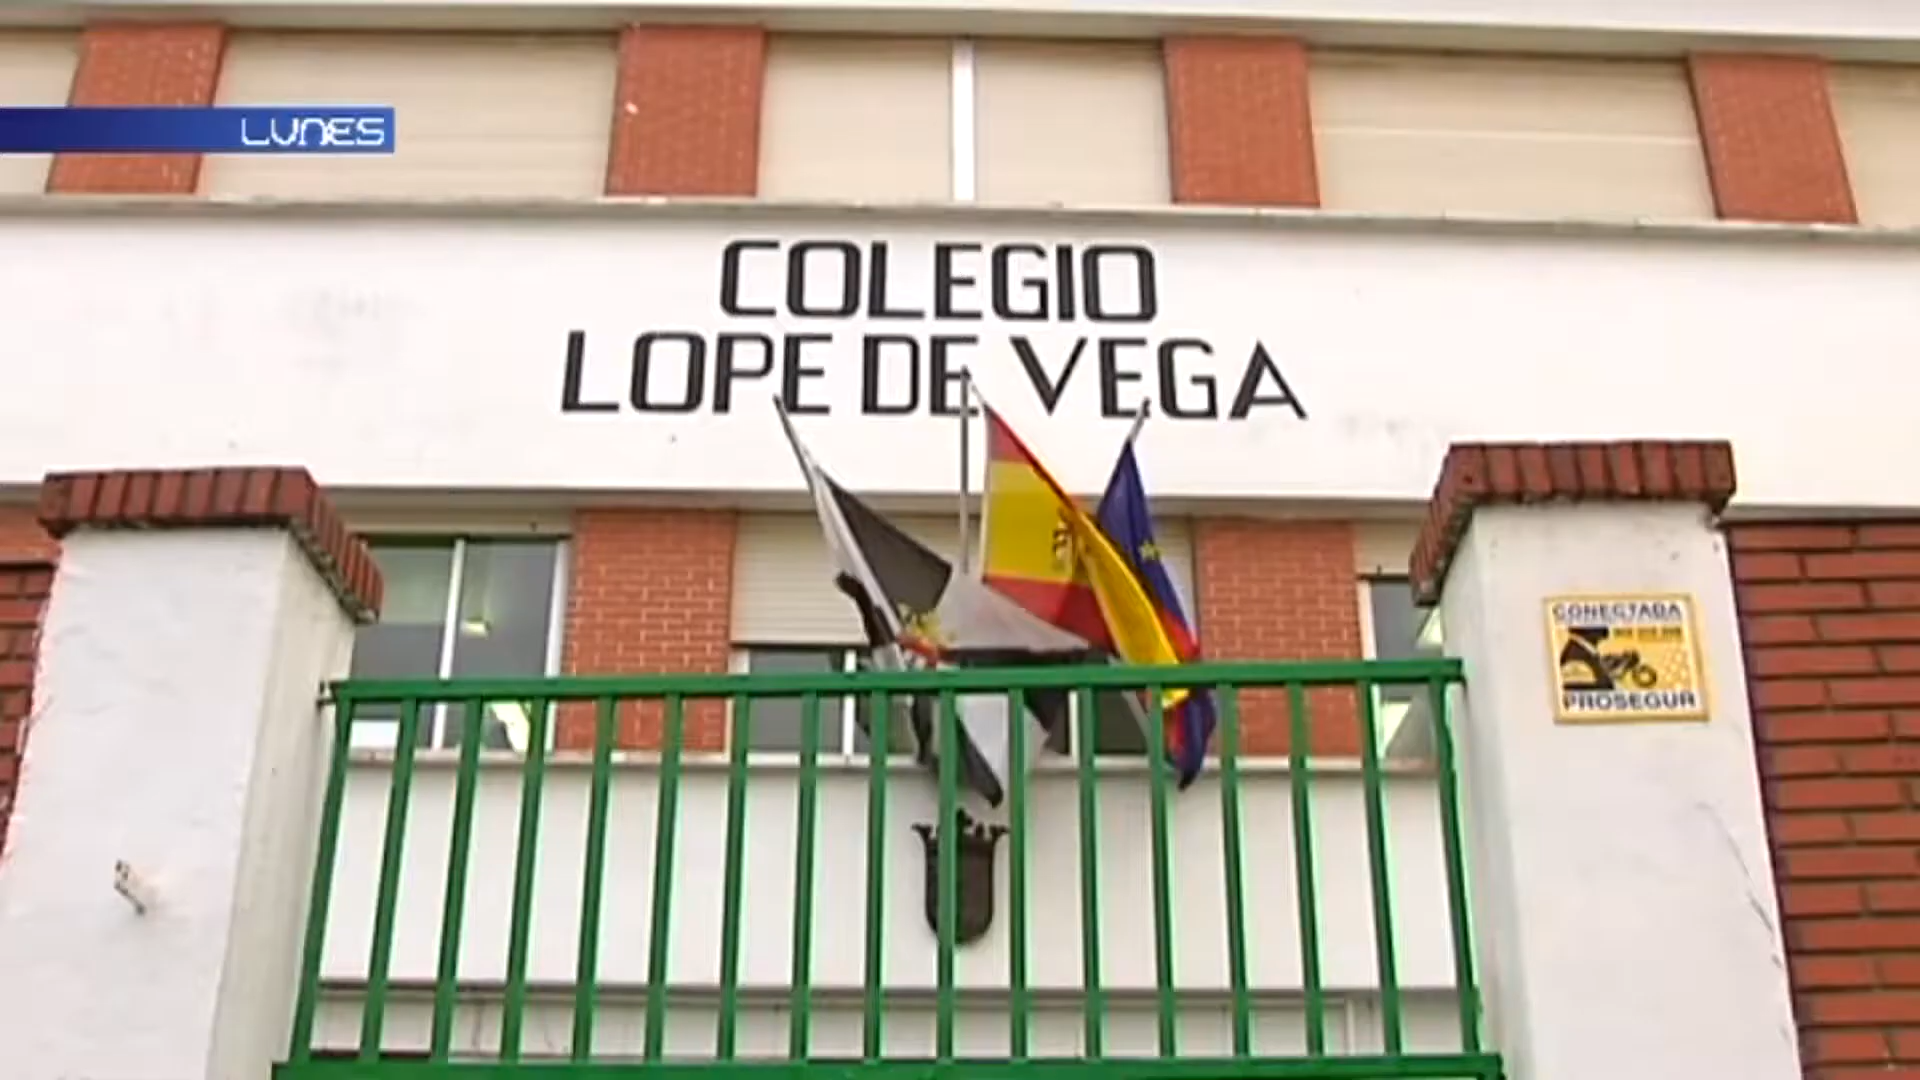 LUNES
COLEGIO
LOPE DE VEGA
CONECTADA
PROSEGUR